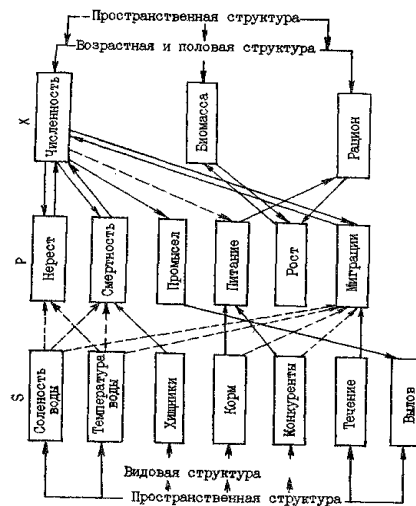 Пространственная структура
Возрастная и половая структура
X
Численность
Биомасса
Рацион
P
Нерест
Смертность
Промысел
Питание
Рост
Миграции
S
Соленость
воды
Температура
воды
Хищники
Корм
Конкуренты
Течение
Вылов
Видовая структура
Пространственная структура